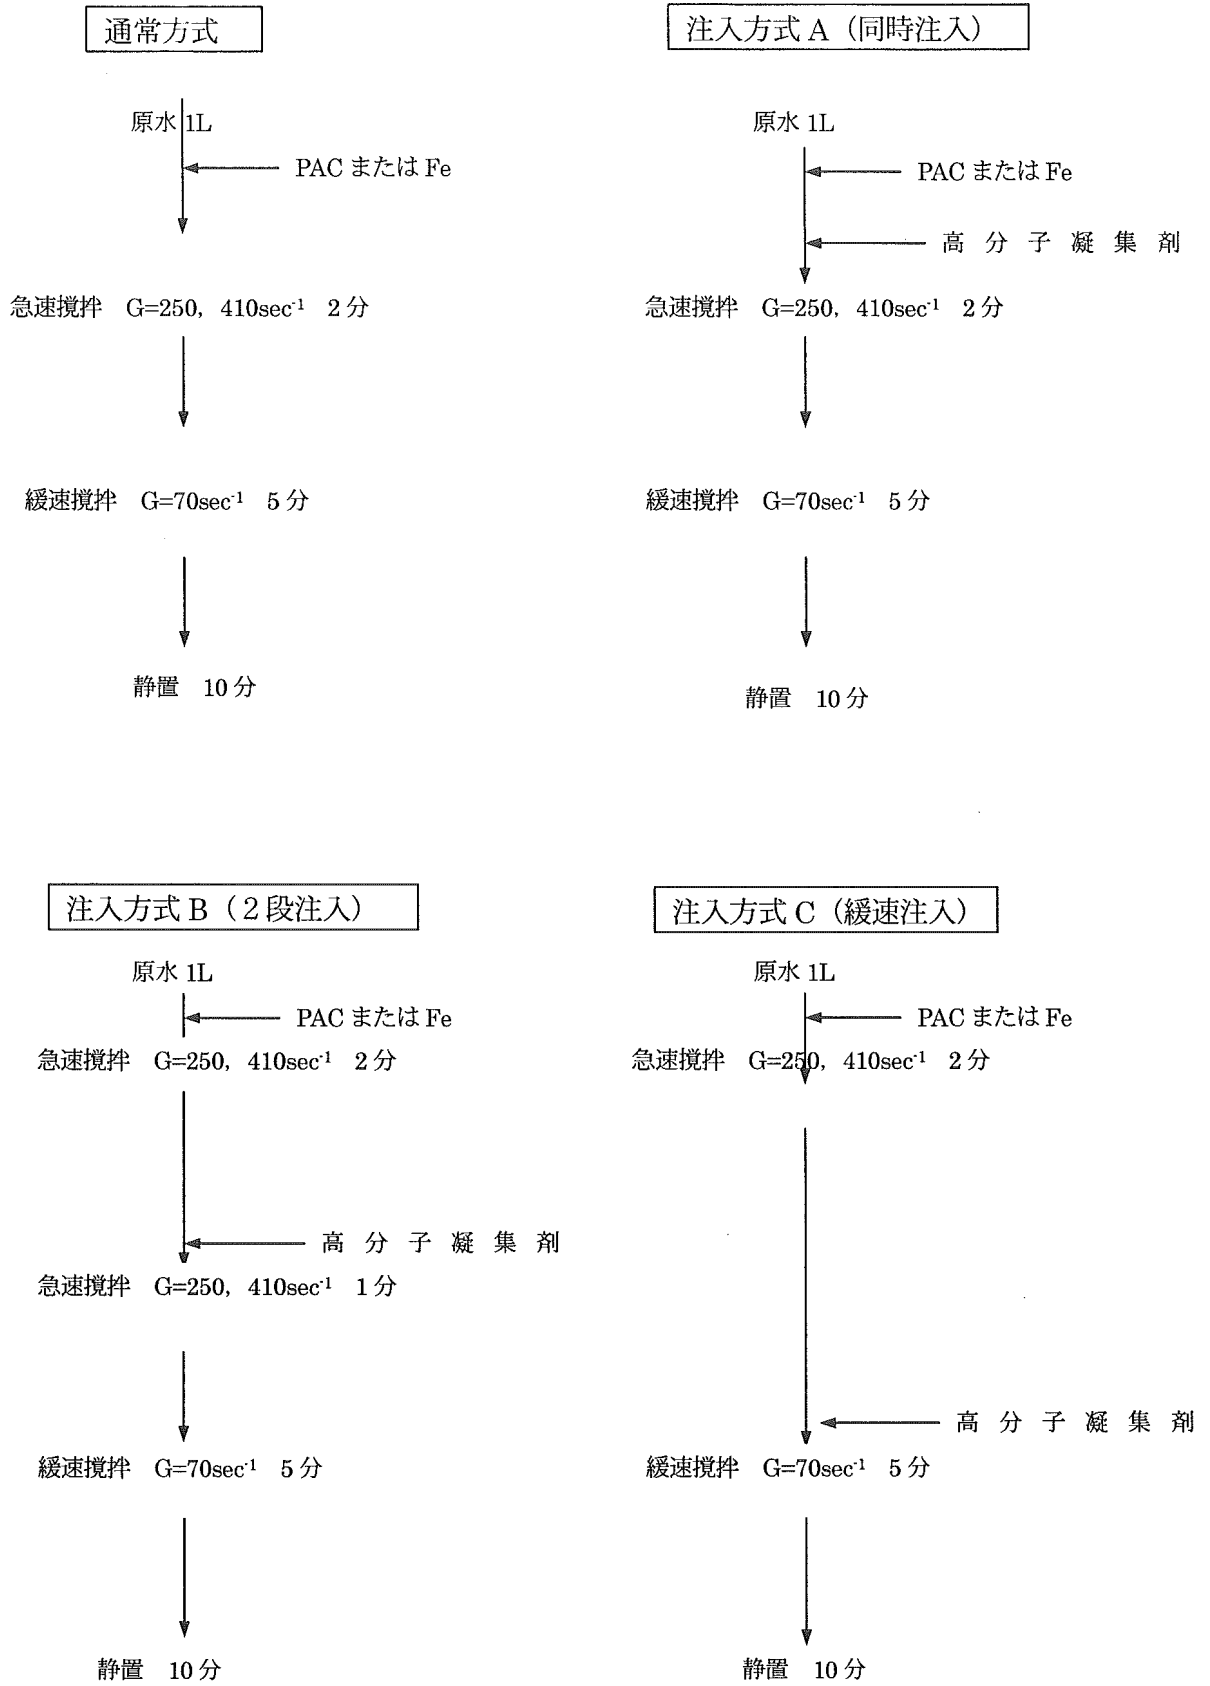 通常方式
原水 1L
PAC または Fe
急速撹拌 G=250, 410sec⁻¹ 2分
緩速撹拌 G=70sec⁻¹ 5分
静置 10分
注入方式 A（同時注入）
原水 1L
PAC または Fe
高分子凝集剤
急速撹拌 G=250, 410sec⁻¹ 2分
緩速撹拌 G=70sec⁻¹ 5分
静置 10分
注入方式 B（２段注入）
原水 1L
PAC または Fe
急速撹拌 G=250, 410sec⁻¹ 2分
高分子凝集剤
急速撹拌 G=250, 410sec⁻¹ 1分
緩速撹拌 G=70sec⁻¹ 5分
静置 10分
注入方式 C（緩速注入）
原水 1L
PAC または Fe
急速撹拌 G=250, 410sec⁻¹ 2分
高分子凝集剤
緩速撹拌 G=70sec⁻¹ 5分
静置 10分